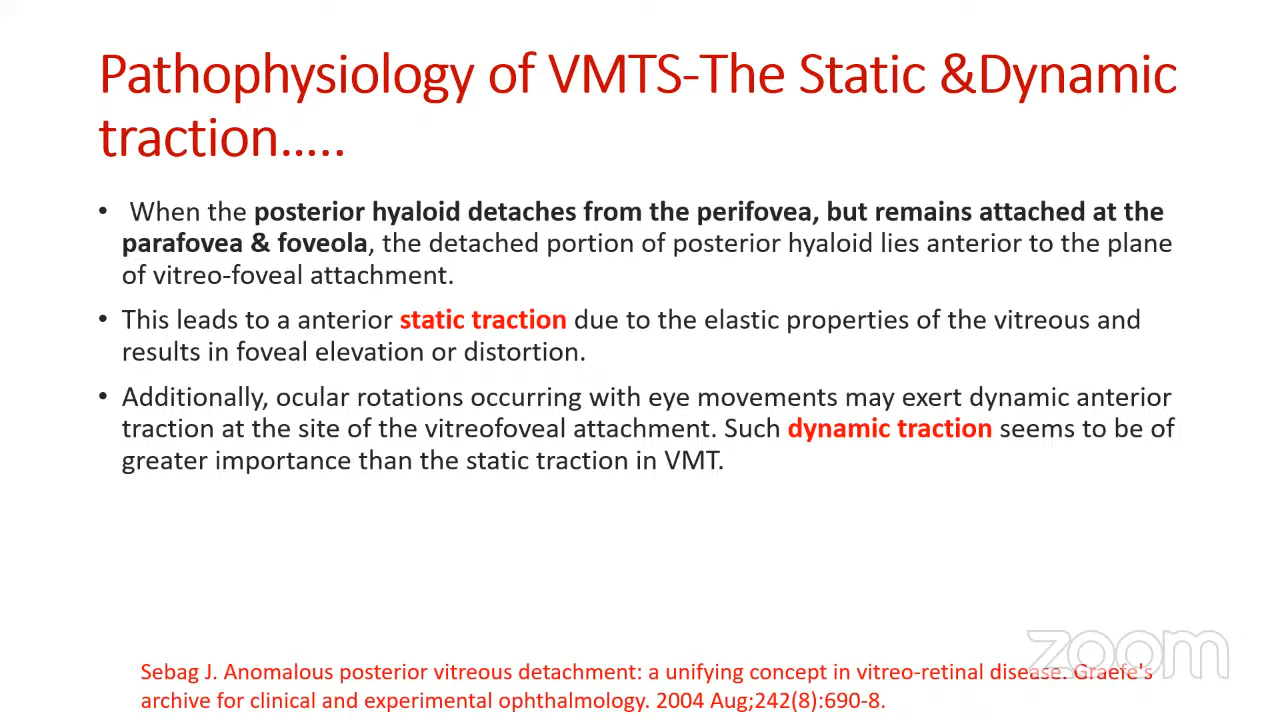 Pathophysiology of VMTS-The Static &Dynamic
traction…..
• When the posterior hyaloid detaches from the perifovea, but remains attached at the
parafovea & foveola, the detached portion of posterior hyaloid lies anterior to the plane
of vitreo-foveal attachment.
• This leads to a anterior static traction due to the elastic properties of the vitreous and
results in foveal elevation or distortion.
• Additionally, ocular rotations occurring with eye movements may exert dynamic anterior
traction at the site of the vitreofoveal attachment. Such dynamic traction seems to be of
greater importance than the static traction in VMT.
zoom
Sebag J. Anomalous posterior vitreous detachment: a unifying concept in vitreo-retinal disease. Graefe's
archive for clinical and experimental ophthalmology. 2004 Aug;242(8):690-8.